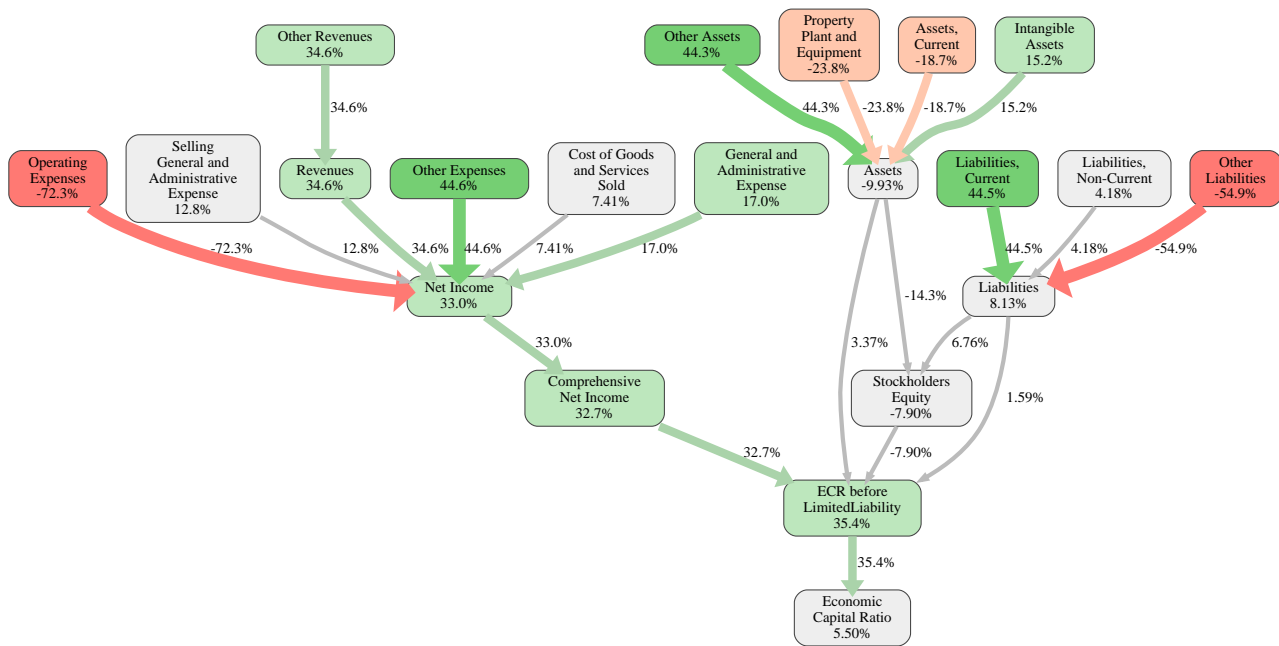 Other Revenues
34.6%
Other Assets
44.3%
Property
Plant and
Equipment
-23.8%
Assets,
Current
-18.7%
Intangible
Assets
15.2%
34.6%
44.3%
-23.8%
-18.7%
15.2%
Operating
Expenses
-72.3%
Selling
General and
Administrative
Expense
12.8%
Revenues
34.6%
Other Expenses
44.6%
Cost of Goods
and Services
Sold
7.41%
General and
Administrative
Expense
17.0%
Assets
-9.93%
Liabilities,
Current
44.5%
Liabilities,
Non-Current
4.18%
Other
Liabilities
-54.9%
-72.3%
12.8%
34.6%
44.6%
7.41%
17.0%
44.5%
4.18%
-54.9%
Net Income
33.0%
-14.3%
Liabilities
8.13%
33.0%
3.37%
6.76%
Comprehensive
Net Income
32.7%
Stockholders
Equity
-7.90%
1.59%
32.7%
-7.90%
ECR before
LimitedLiability
35.4%
35.4%
Economic
Capital Ratio
5.50%